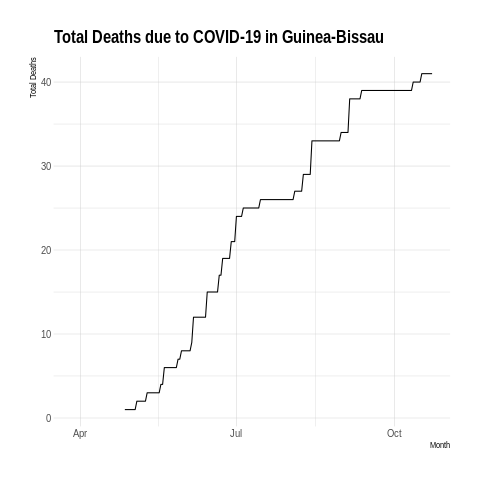 Total Deaths due to COVID-19 in Guinea-Bissau
Total Deaths
40
30
20
10
0
Apr
Jul
Oct
Month